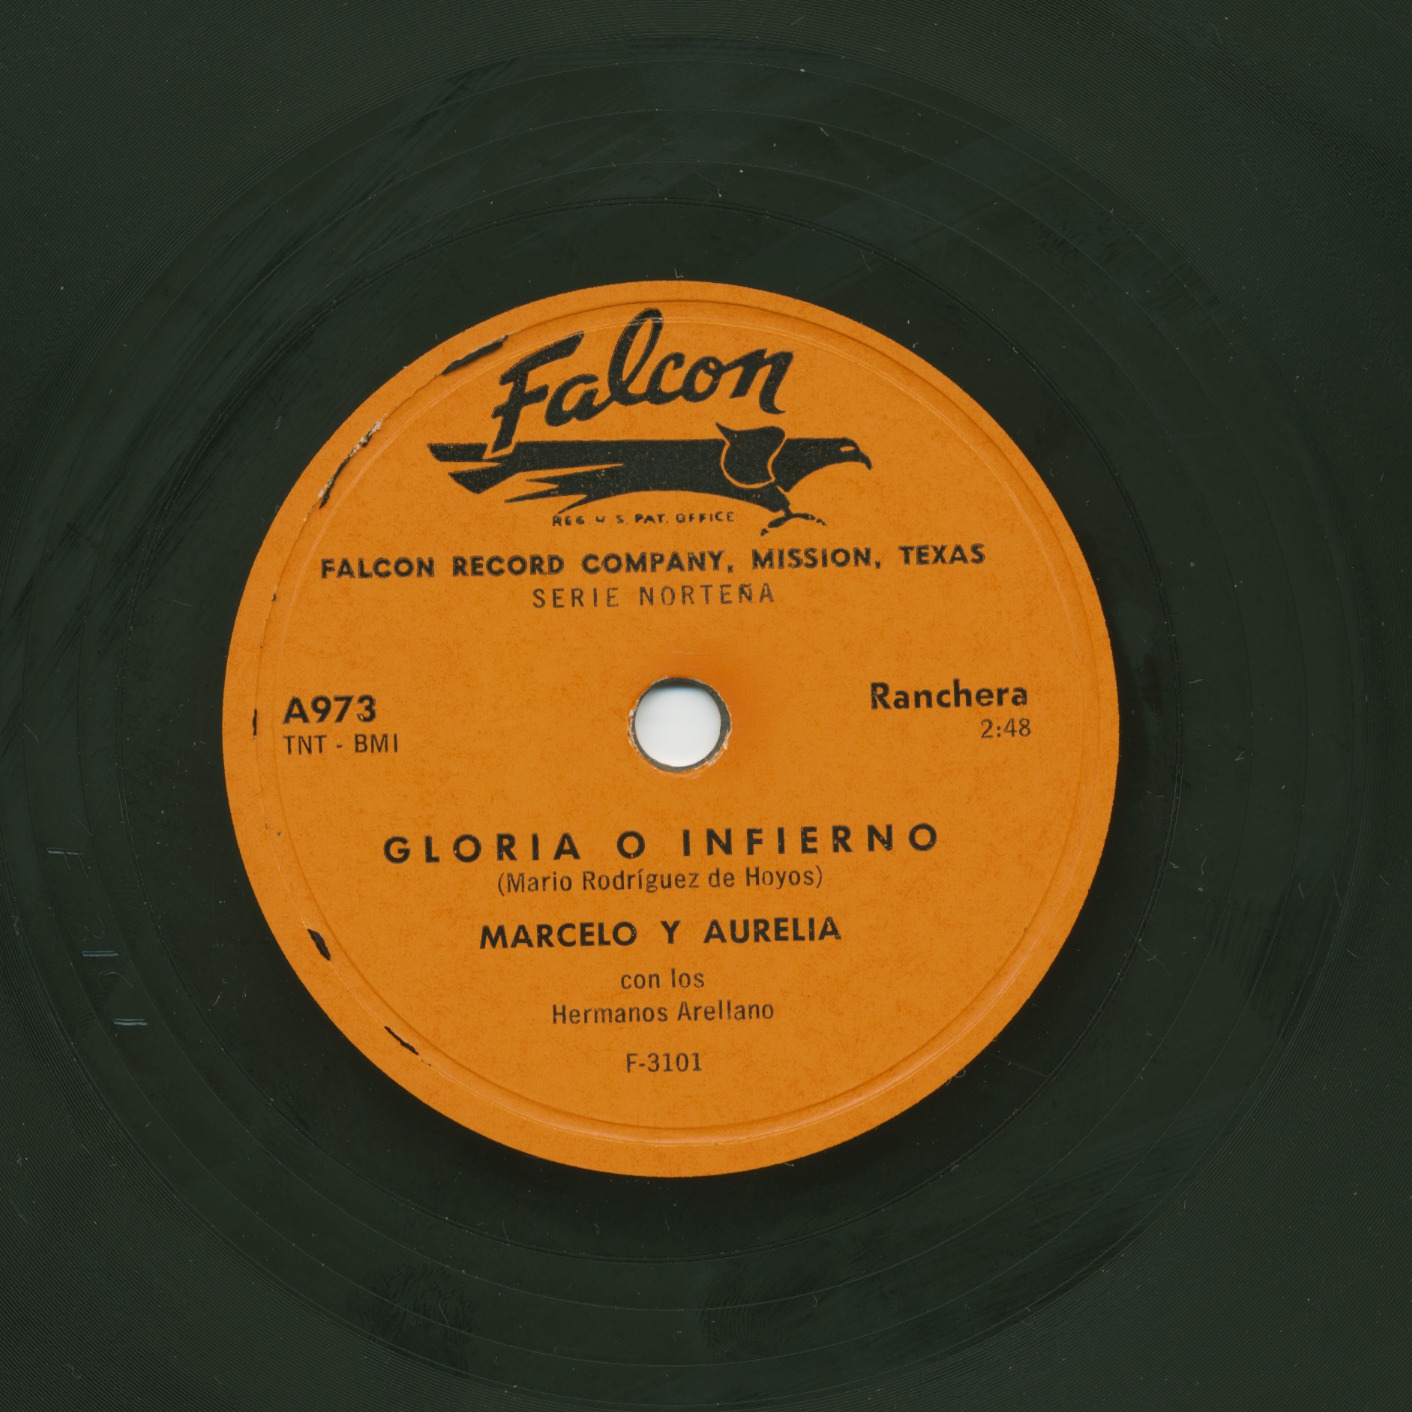 Falcon
REG. U.S. PAT. OFFICE
FALCON RECORD COMPANY, MISSION, TEXAS
SERIE NORTEÑA
A973
TNT - BMI
Ranchera
2:48
GLORIA O INFIERNO
(Mario Rodríguez de Hoyos)
MARCELO Y AURELIA
con los
Hermanos Arellano
F-3101